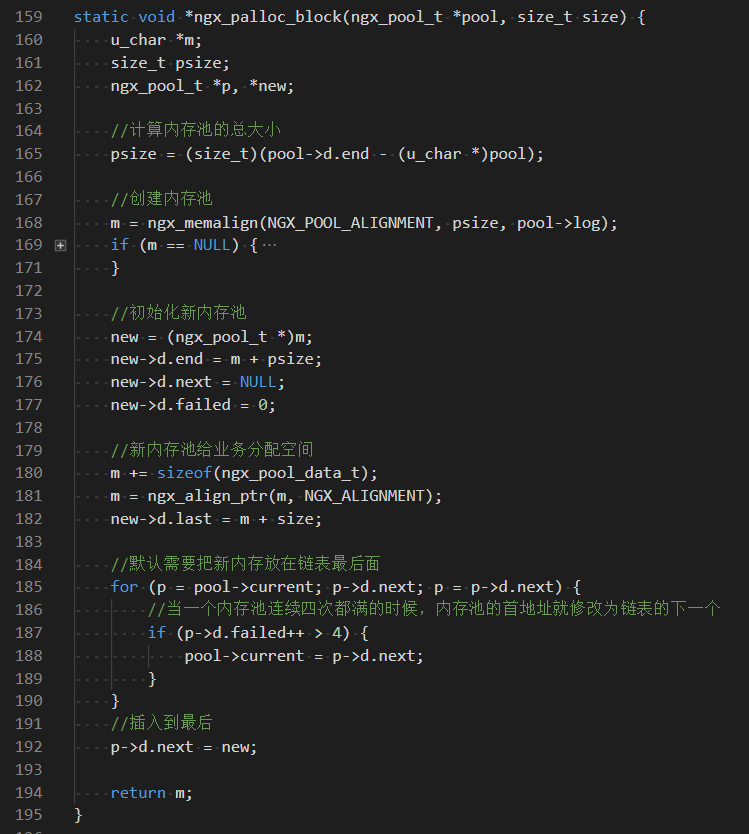 159 static void *ngx_palloc_block(ngx_pool_t *pool, size_t size) {
160     u_char *m;
161     size_t psize;
162     ngx_pool_t *p, *new;
163
164     //计算内存池的总大小
165     psize = (size_t)(pool->d.end - (u_char *)pool);
166
167     //创建内存池
168     m = ngx_memalign(NGX_POOL_ALIGNMENT, psize, pool->log);
169     if (m == NULL) {…
171     }
172
173     //初始化新内存池
174     new = (ngx_pool_t *)m;
175     new->d.end = m + psize;
176     new->d.next = NULL;
177     new->d.failed = 0;
178
179     //新内存池给业务分配空间
180     m += sizeof(ngx_pool_data_t);
181     m = ngx_align_ptr(m, NGX_ALIGNMENT);
182     new->d.last = m + size;
183
184     //默认需要把新内存放在链表最后面
185     for (p = pool->current; p->d.next; p = p->d.next) {
186         //当一个内存池连续四次都满的时候，内存池的首地址就修改为链表的下一个
187         if (p->d.failed++ > 4) {
188             pool->current = p->d.next;
189         }
190     }
191     //插入到最后
192     p->d.next = new;
193
194     return m;
195 }